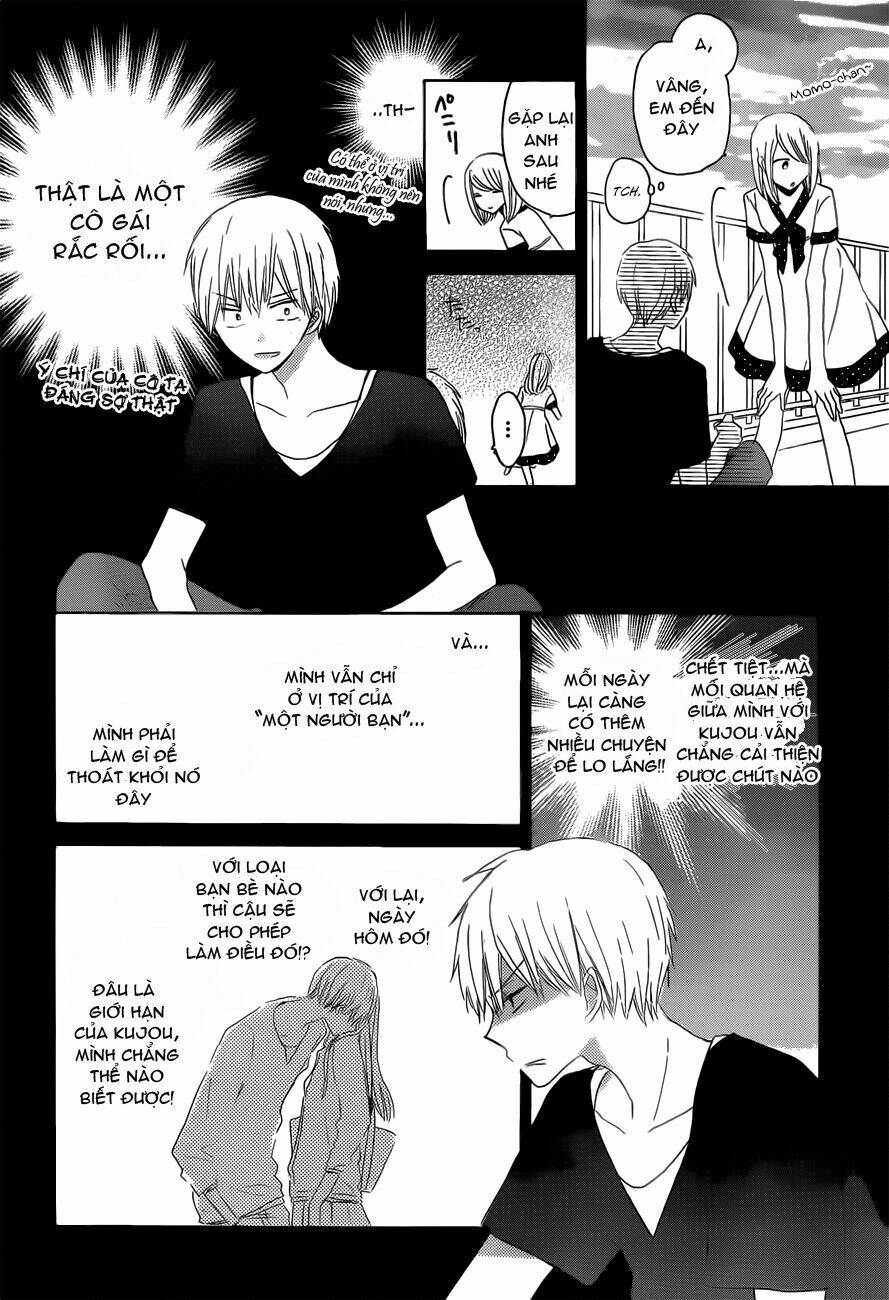 Momo-chan~
A,
VÂNG,
EM ĐẾN
ĐÂY
TCH.
GẶP LẠI
ANH
SAU
NHÉ
ペこり
...
..TH-
Có thể ở vị trí
của mình không nên
nói, nhưng...
THẬT LÀ MỘT
CÔ GÁI
RẮC RỐI...
Ý CHÍ CỦA CÔ TA
ĐÁNG SỢ THẬT
CHẾT TIỆT...MÀ
MỐI QUAN HỆ
GIỮA MÌNH VỚI
KUJOU VẪN
CHẲNG CẢI THIỆN
ĐƯỢC CHÚT NÀO
MỖI NGÀY
LẠI CÀNG
CÓ THÊM
NHIỀU CHUYỆN
ĐỂ LO LẮNG!!
VÀ...
MÌNH VẪN CHỈ
Ở VỊ TRÍ CỦA
“MỘT NGƯỜI BẠN”...
MÌNH PHẢI
LÀM GÌ ĐỂ
THOÁT KHỎI NÓ
ĐÂY
VỚI LẠI,
NGÀY
HÔM ĐÓ!
VỚI LOẠI
BẠN BÈ NÀO
THÌ CẬU SẼ
CHO PHÉP
LÀM ĐIỀU ĐÓ!?
ĐÂU LÀ
GIỚI HẠN
CỦA KUJOU,
MÌNH CHẲNG
THỂ NÀO
BIẾT ĐƯỢC!